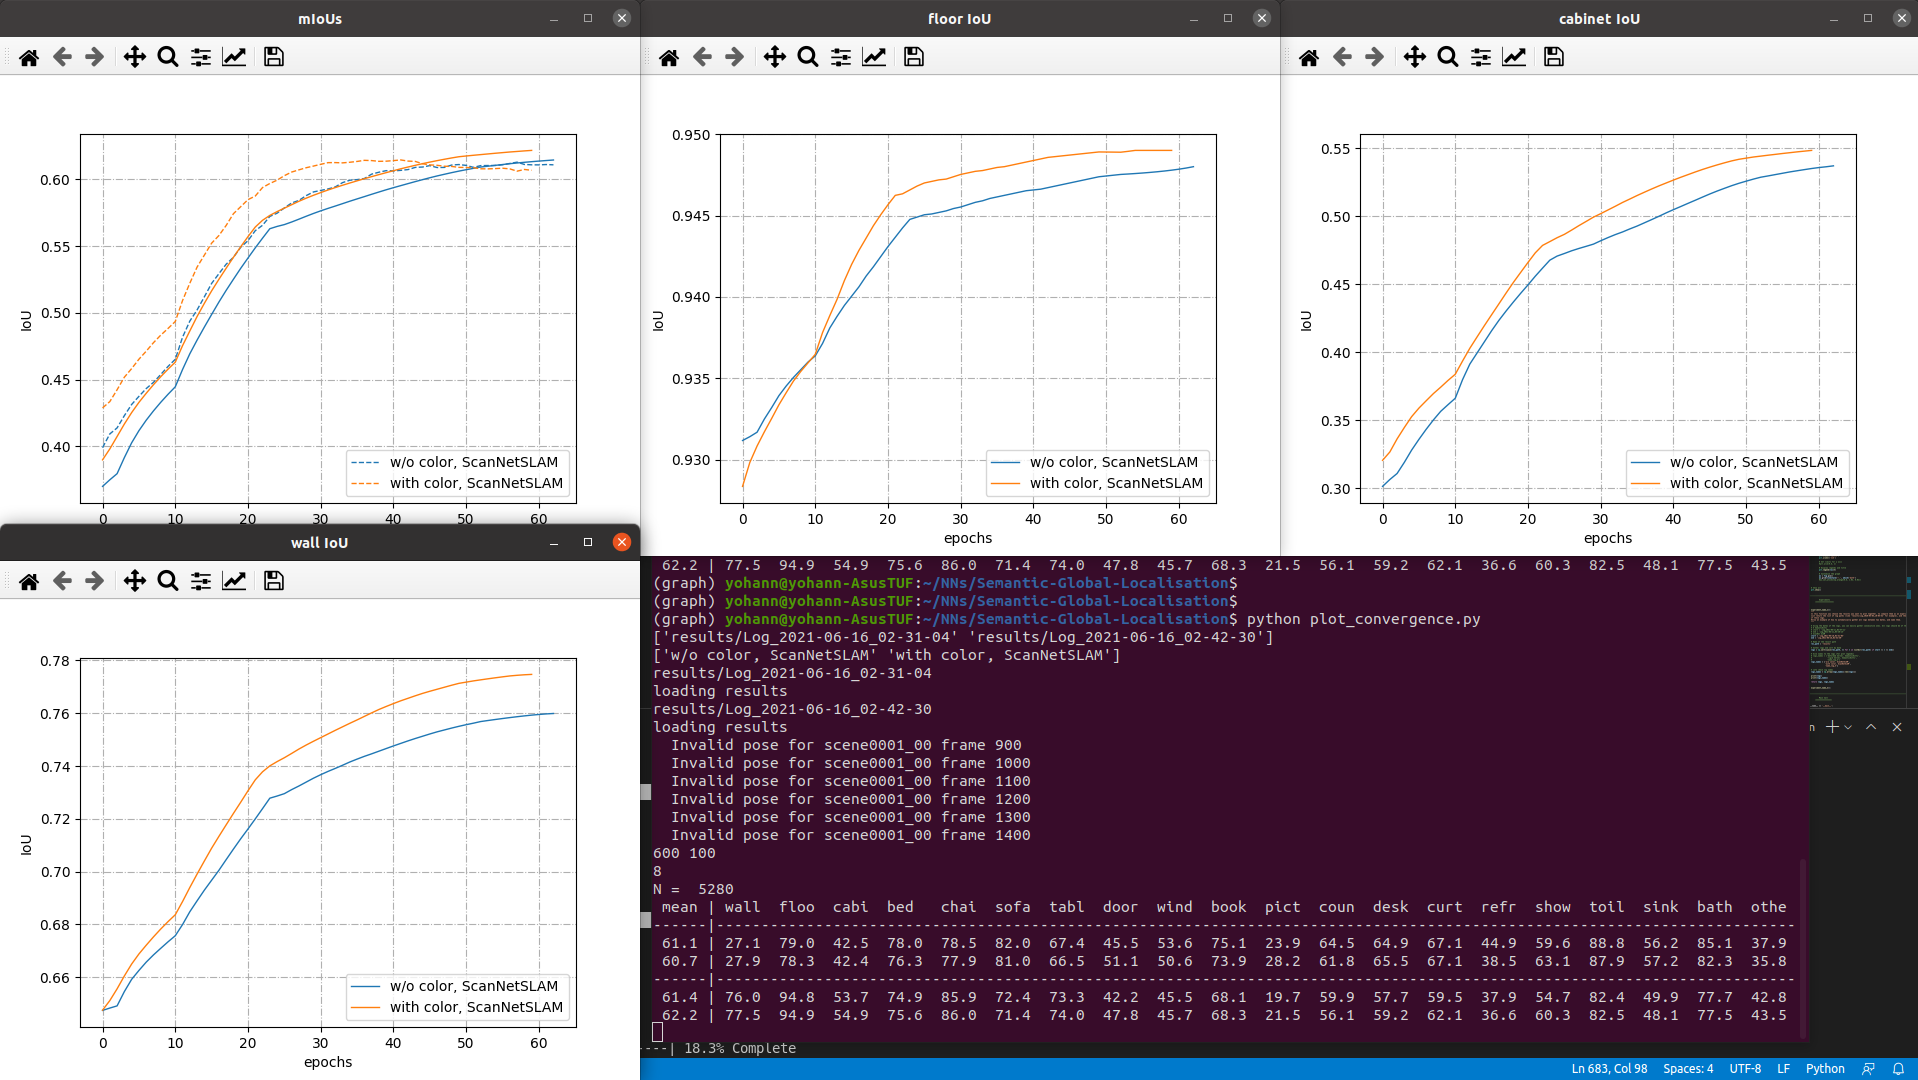 mIoUs
0.60
0.55
0.50
0.45
0.40
IoU
w/o color, ScanNetSLAM
with color, ScanNetSLAM
0 10 20 30 40 50 60
floor IoU
0.950
0.945
0.940
0.935
0.930
IoU
w/o color, ScanNetSLAM
with color, ScanNetSLAM
0 10 20 30 40 50 60
epochs
cabinet IoU
0.55
0.50
0.45
0.40
0.35
0.30
IoU
w/o color, ScanNetSLAM
with color, ScanNetSLAM
0 10 20 30 40 50 60
epochs
wall IoU
0.78
0.76
0.74
0.72
0.70
0.68
0.66
IoU
w/o color, ScanNetSLAM
with color, ScanNetSLAM
0 10 20 30 40 50 60
epochs
62.2 | 77.5 94.9 54.9 75.6 86.0 71.4 74.0 47.8 45.7 68.3 21.5 56.1 59.2 62.1 36.6 60.3 82.5 48.1 77.5 43.5
(graph) yohann@yohann-AsusTUF:~/NNs/Semantic-Global-Localisation$
(graph) yohann@yohann-AsusTUF:~/NNs/Semantic-Global-Localisation$
(graph) yohann@yohann-AsusTUF:~/NNs/Semantic-Global-Localisation$ python plot_convergence.py
['results/Log_2021-06-16_02-31-04' 'results/Log_2021-06-16_02-42-30']
['w/o color, ScanNetSLAM' 'with color, ScanNetSLAM']
results/Log_2021-06-16_02-31-04
loading results
results/Log_2021-06-16_02-42-30
loading results
Invalid pose for scene0001_00 frame 900
Invalid pose for scene0001_00 frame 1000
Invalid pose for scene0001_00 frame 1100
Invalid pose for scene0001_00 frame 1200
Invalid pose for scene0001_00 frame 1300
Invalid pose for scene0001_00 frame 1400
600 100
8
N =  5280
mean | wall floo cabi bed chai sofa tabl door wind book pict coun desk curt refr show toil sink bath othe
------|------------------------------------------------------------------------------------------------------------------------
61.1 | 27.1 79.0 42.5 78.0 78.5 82.0 67.4 45.5 53.6 75.1 23.9 64.5 64.9 67.1 44.9 59.6 88.8 56.2 85.1 37.9
60.7 | 27.9 78.3 42.4 76.3 77.9 81.0 66.5 51.1 50.6 73.9 28.2 61.8 65.5 67.1 38.5 63.1 87.9 57.2 82.3 35.8
------|------------------------------------------------------------------------------------------------------------------------
61.4 | 76.0 94.8 53.7 74.9 85.9 72.4 73.3 42.2 45.5 68.1 19.7 59.9 57.7 59.5 37.9 54.7 82.4 49.9 77.7 42.8
62.2 | 77.5 94.9 54.9 75.6 86.0 71.4 74.0 47.8 45.7 68.3 21.5 56.1 59.2 62.1 36.6 60.3 82.5 48.1 77.5 43.5
----| 18.3% Complete
Ln 683, Col 98 Spaces: 4 UTF-8 LF Python